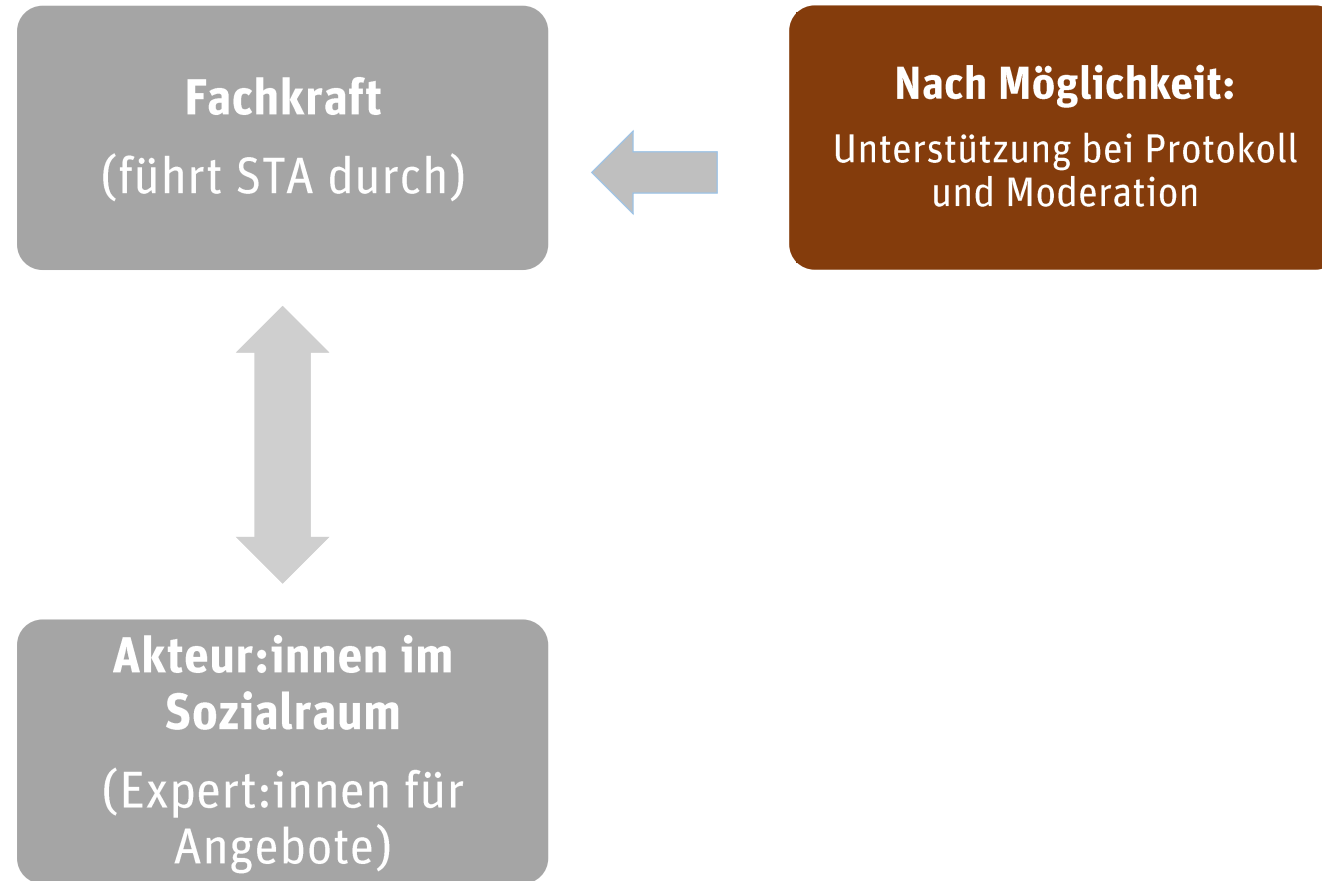 Fachkraft
(führt STA durch)
Nach Möglichkeit:
Unterstützung bei Protokoll
und Moderation
Akteur:innen im
Sozialraum
(Expert:innen für
Angebote)